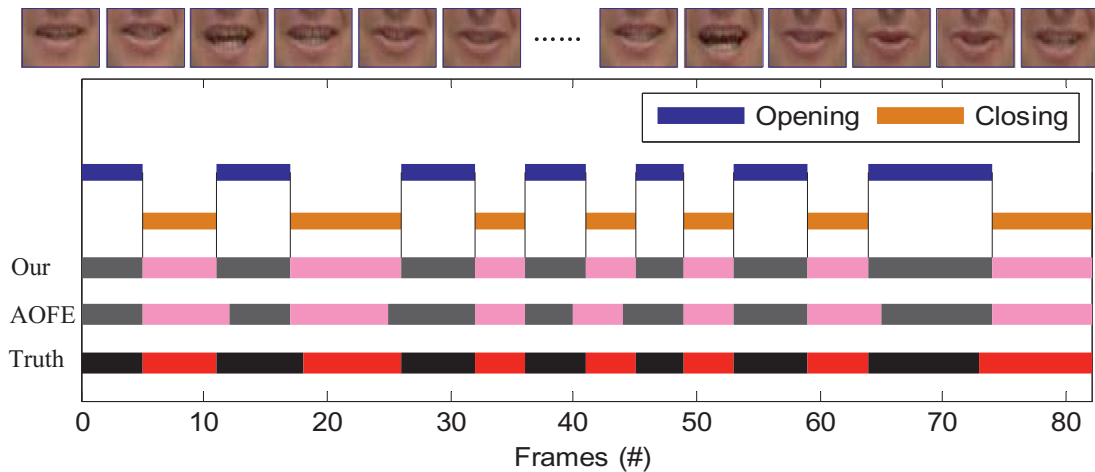 ......
Opening Closing
Our
AOFE
Truth
0 10 20 30 40 50 60 70 80
Frames (#)